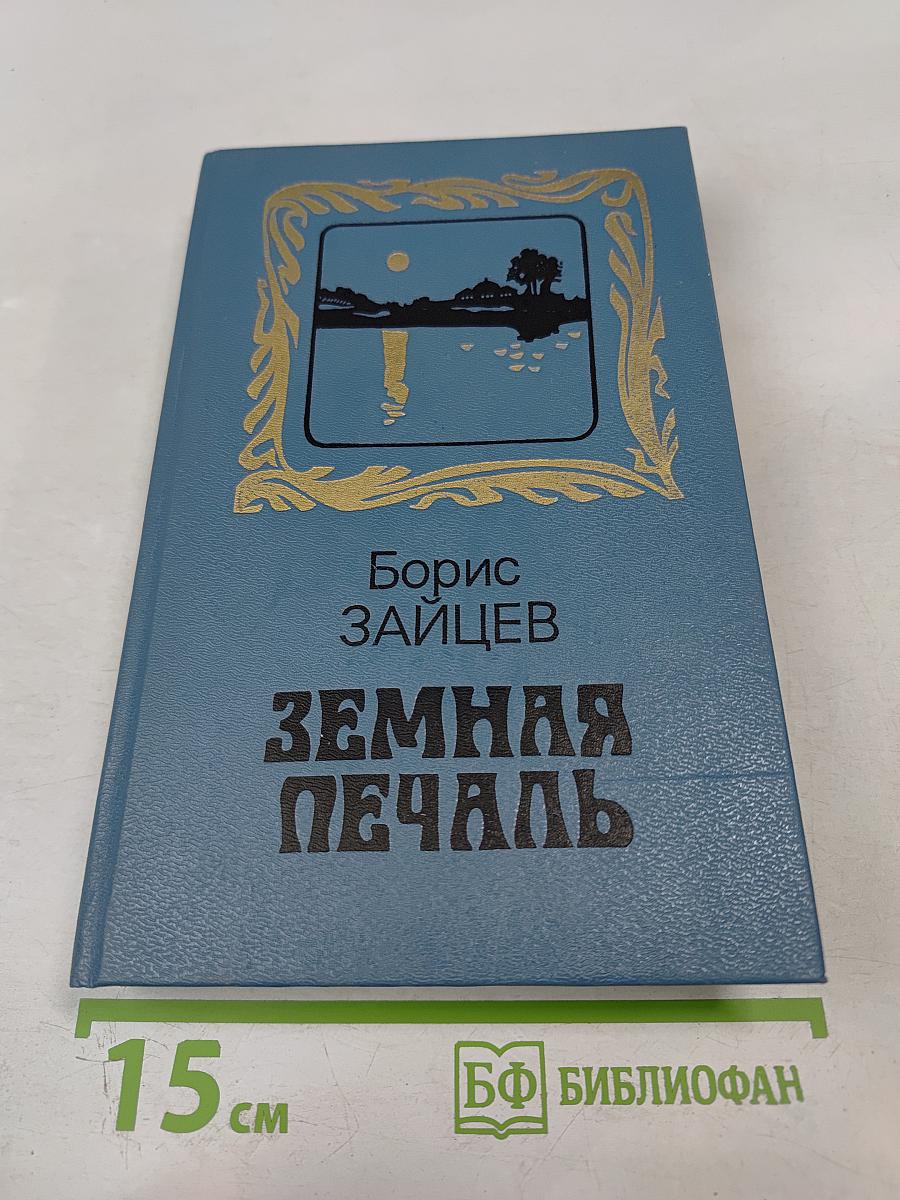 Борис
ЗАЙЦЕВ
ЗЕМНАЯ
ПЕЧАЛЬ
15 см
БФ БИБЛИОФАН